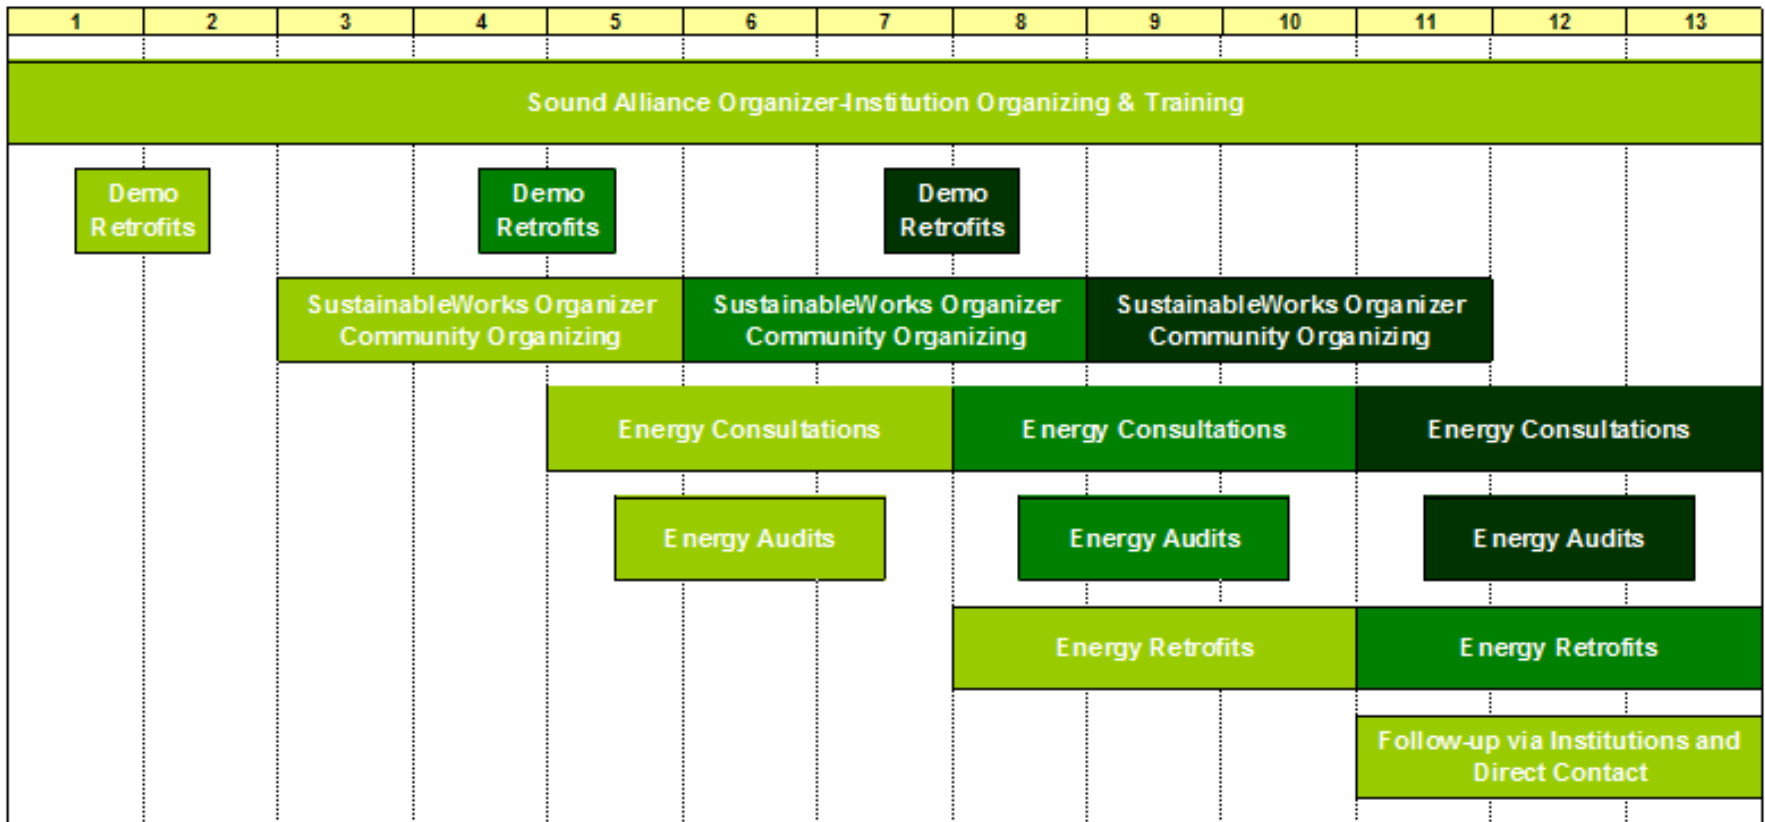 1 2 3 4 5 6 7 8 9 10 11 12 13
Sound Alliance Organizer-Institution Organizing & Training
Demo
Retrofits
Demo
Retrofits
Demo
Retrofits
SustainableWorks Organizer
Community Organizing
SustainableWorks Organizer
Community Organizing
SustainableWorks Organizer
Community Organizing
Energy Consultations
Energy Consultations
Energy Consultations
Energy Audits
Energy Audits
Energy Audits
Energy Retrofits
Energy Retrofits
Follow-up via Institutions and
Direct Contact